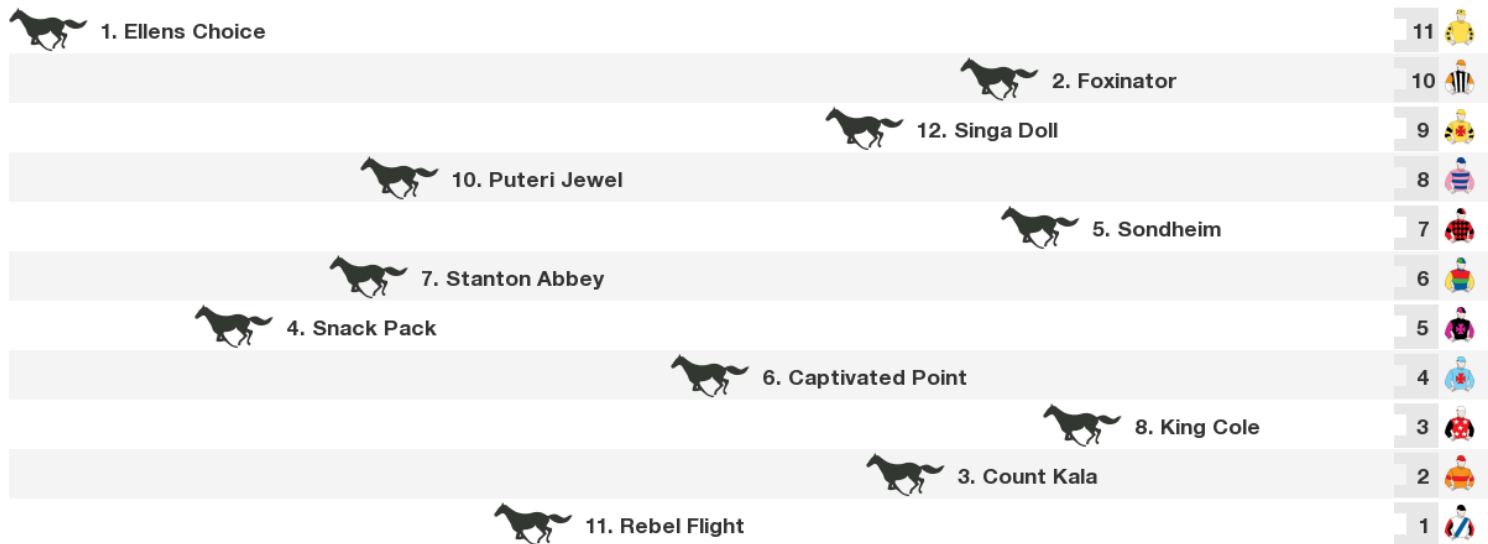 1. Ellens Choice 11
2. Foxinator 10
12. Singa Doll 9
10. Puteri Jewel 8
5. Sondheim 7
7. Stanton Abbey 6
4. Snack Pack 5
6. Captivated Point 4
8. King Cole 3
3. Count Kala 2
11. Rebel Flight 1